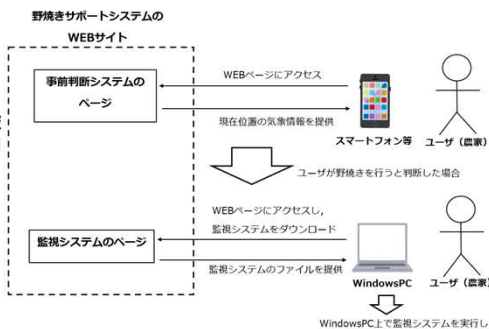 野焼きサポートシステムの
WEBサイト
事前判断システムの
ページ
WEBページにアクセス
現在位置の気象情報を提供
スマートフォン等
ユーザ（農家）
ユーザが野焼きを行うと判断した場合
監視システムのページ
WEBページにアクセスし,
監視システムをダウンロード
監視システムのファイルを提供
WindowsPC
ユーザ（農家）
WindowsPC上で監視システムを実行し